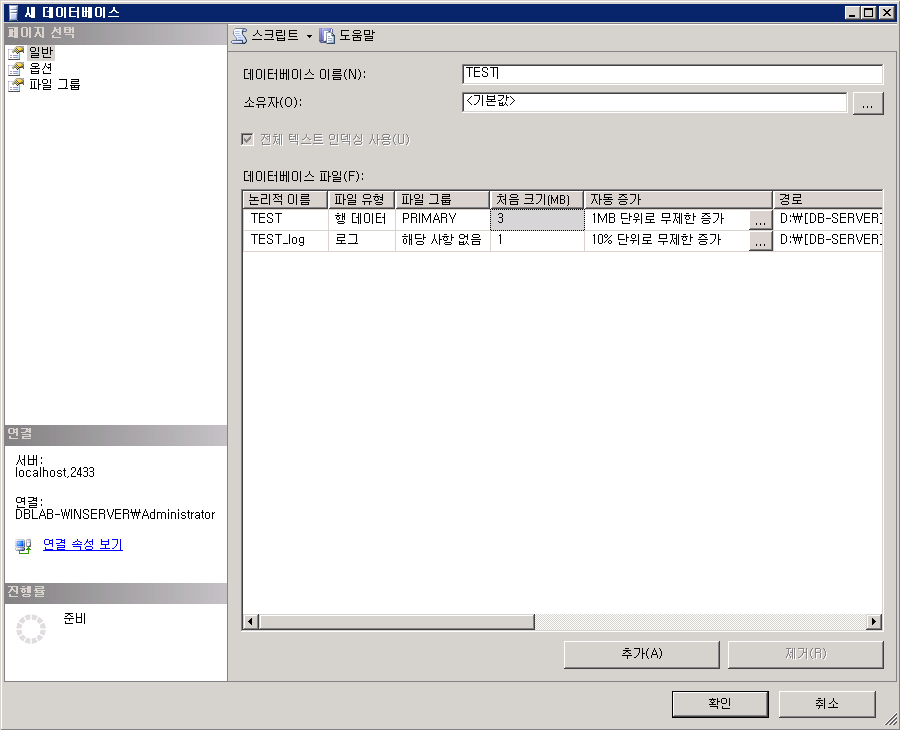 새 데이터베이스
페이지 선택
일반
옵션
파일 그룹
연결
서버:
localhost,2433
연결:
DBLAB-WINSERVER₩Administrator
연결 속성 보기
진행률
준비
스크립트 도움말
데이터베이스 이름(N): TEST
소유자(O): <기본값> ...
전체 텍스트 인덱싱 사용(U)
데이터베이스 파일(F):
논리적 이름 파일 유형 파일 그룹 처음 크기(MB) 자동 증가 경로
TEST 행 데이터 PRIMARY 3 1MB 단위로 무제한 증가 ... D:₩[DB-SERVER]
TEST_log 로그 해당 사항 없음 1 10% 단위로 무제한 증가 ... D:₩[DB-SERVER]
추가(A) 제거(R)
확인 취소